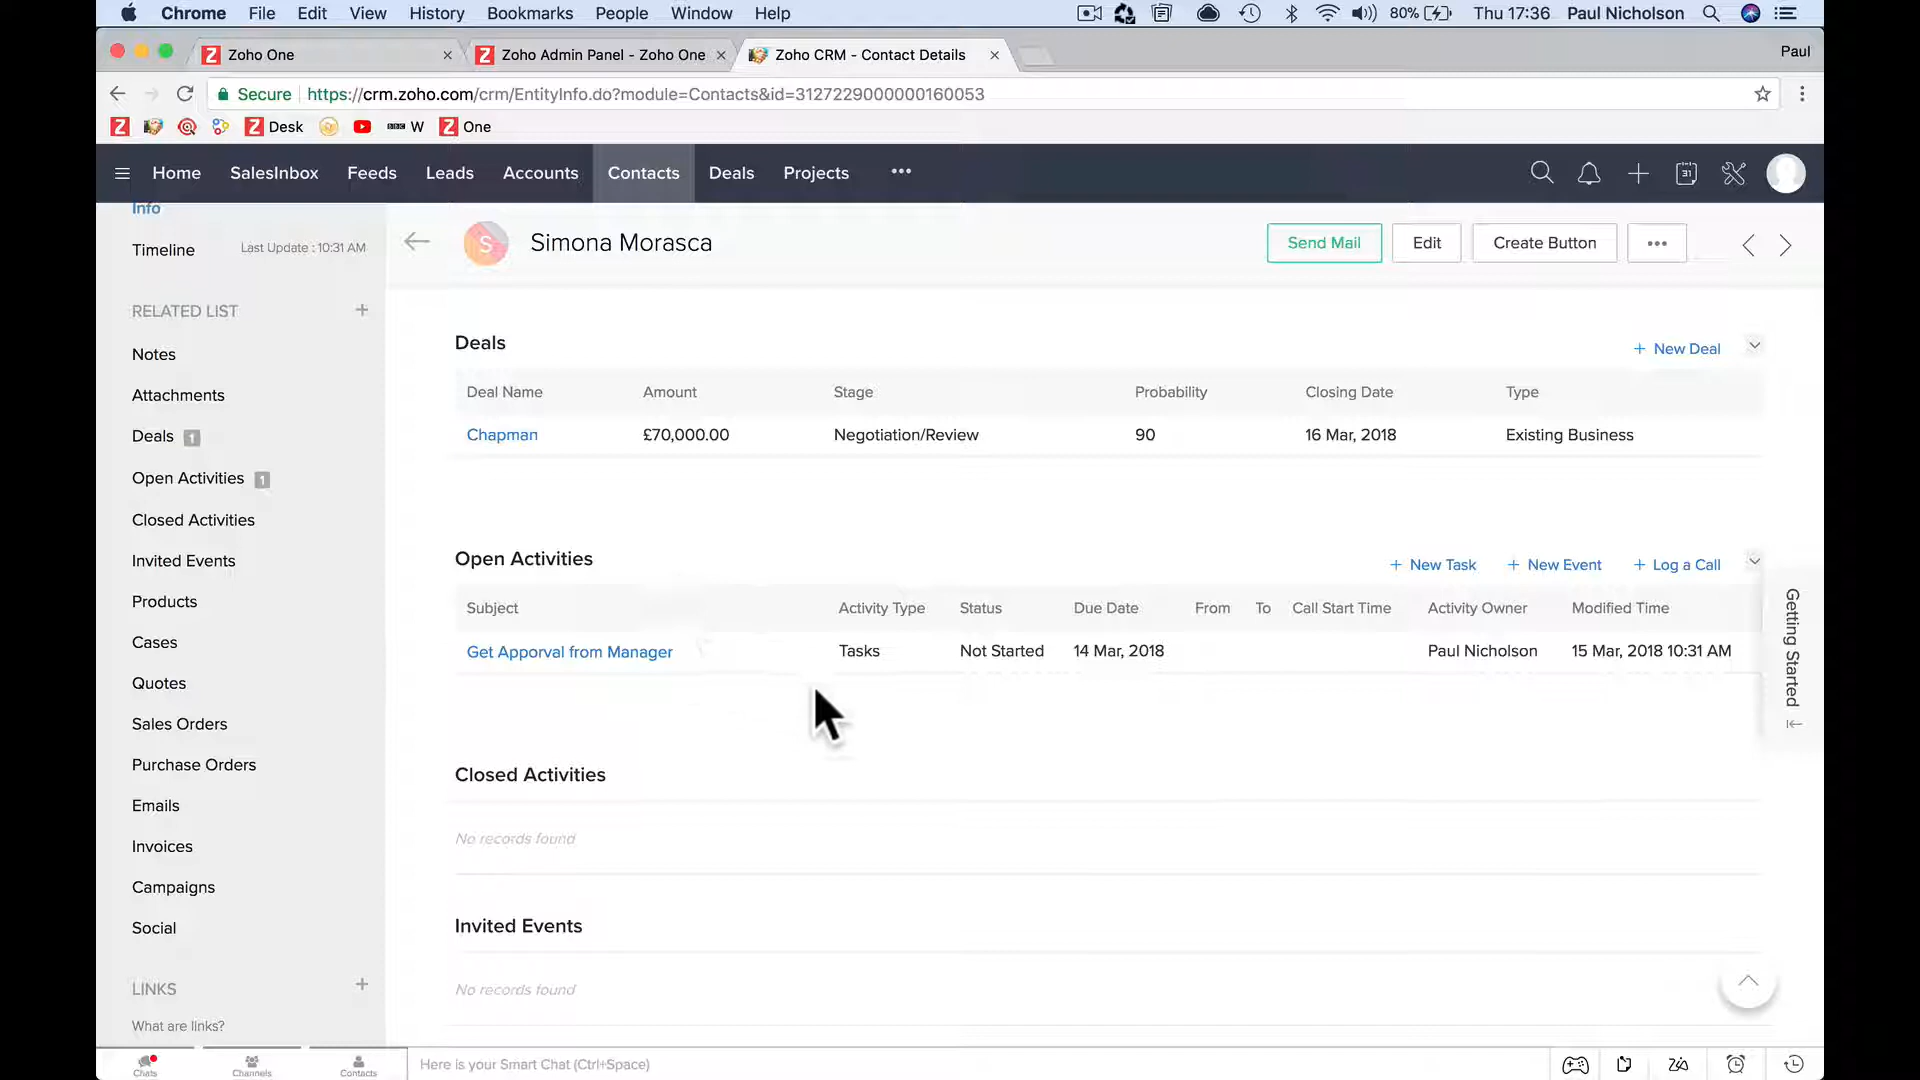 Chrome File Edit View History Bookmarks People Window Help 80% Thu 17:36 Paul Nicholson
Zoho One Zoho Admin Panel - Zoho One Zoho CRM - Contact Details Paul
Secure https://crm.zoho.com/crm/EntityInfo.do?module=Contacts&id=3127229000000160053
Desk BBC W One
Home SalesInbox Feeds Leads Accounts Contacts Deals Projects ••• 31
Info
Timeline Last Update : 10:31 AM
S Simona Morasca Send Mail Edit Create Button •••
RELATED LIST +
Notes
Attachments
Deals 1
Open Activities 1
Closed Activities
Invited Events
Products
Cases
Quotes
Sales Orders
Purchase Orders
Emails
Invoices
Campaigns
Social
LINKS +
What are links?
Deals + New Deal
Deal Name Amount Stage Probability Closing Date Type
Chapman £70,000.00 Negotiation/Review 90 16 Mar, 2018 Existing Business
Open Activities + New Task + New Event + Log a Call
Subject Activity Type Status Due Date From To Call Start Time Activity Owner Modified Time
Get Apporval from Manager Tasks Not Started 14 Mar, 2018 Paul Nicholson 15 Mar, 2018 10:31 AM
Getting Started
Closed Activities
No records found
Invited Events
No records found
Chats Channels Contacts Here is your Smart Chat (Ctrl+Space)